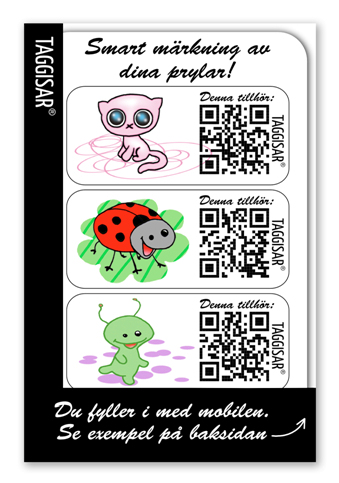 TAGGISAR®
Smart märkning av
dina prylar!
Denna tillhör:
TAGGISAR®
Denna tillhör:
TAGGISAR®
Denna tillhör:
TAGGISAR®
Du fyller i med mobilen.
Se exempel på baksidan